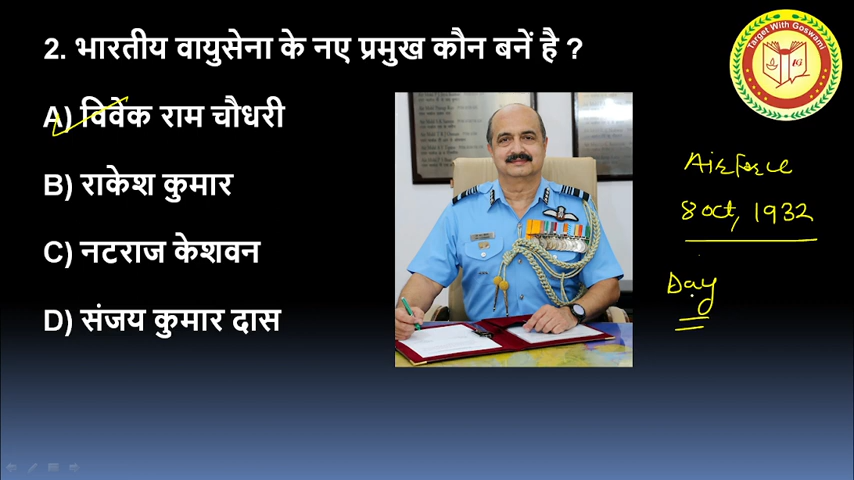 2. भारतीय वायुसेना के नए प्रमुख कौन बनें है ?
A) विवेक राम चौधरी
B) राकेश कुमार
C) नटराज केशवन
D) संजय कुमार दास
Airforce
8 oct, 1932
Day
Target With Goswami